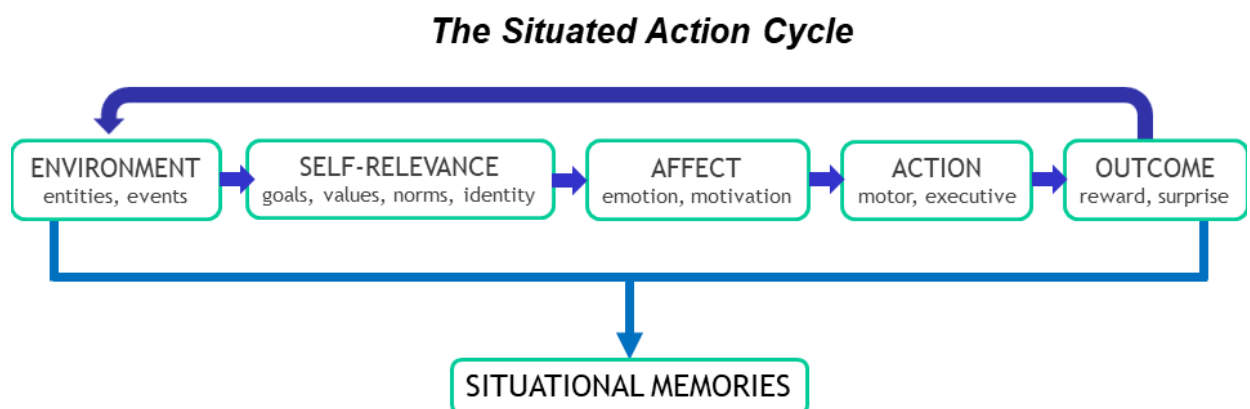 The Situated Action Cycle
ENVIRONMENT
entities, events
SELF-RELEVANCE
goals, values, norms, identity
AFFECT
emotion, motivation
ACTION
motor, executive
OUTCOME
reward, surprise
SITUATIONAL MEMORIES